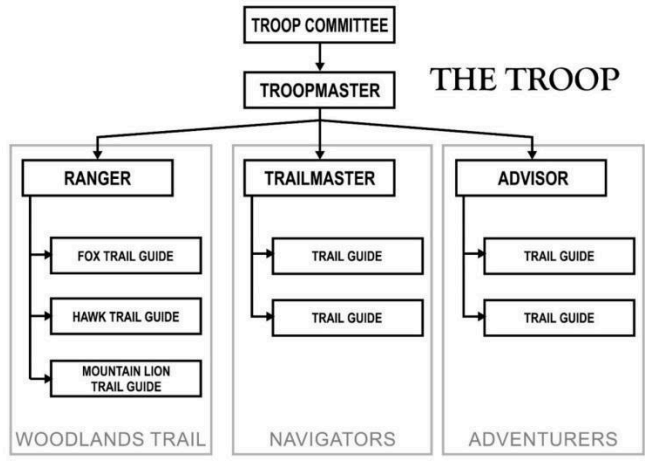 TROOP COMMITTEE
THE TROOP
TROOPMASTER
RANGER
FOX TRAIL GUIDE
HAWK TRAIL GUIDE
MOUNTAIN LION
TRAIL GUIDE
WOODLANDS TRAIL
TRAILMASTER
TRAIL GUIDE
TRAIL GUIDE
NAVIGATORS
ADVISOR
TRAIL GUIDE
TRAIL GUIDE
ADVENTURERS